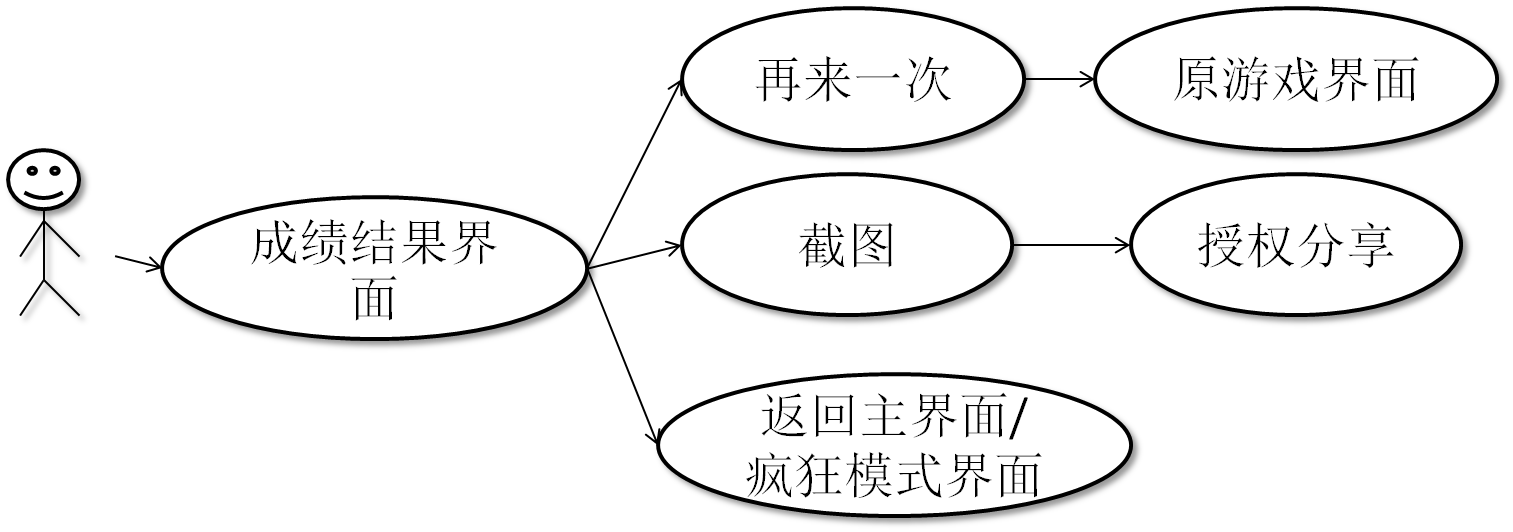 再来一次
原游戏界面
成绩结果界
面
截图
授权分享
返回主界面/
疯狂模式界面